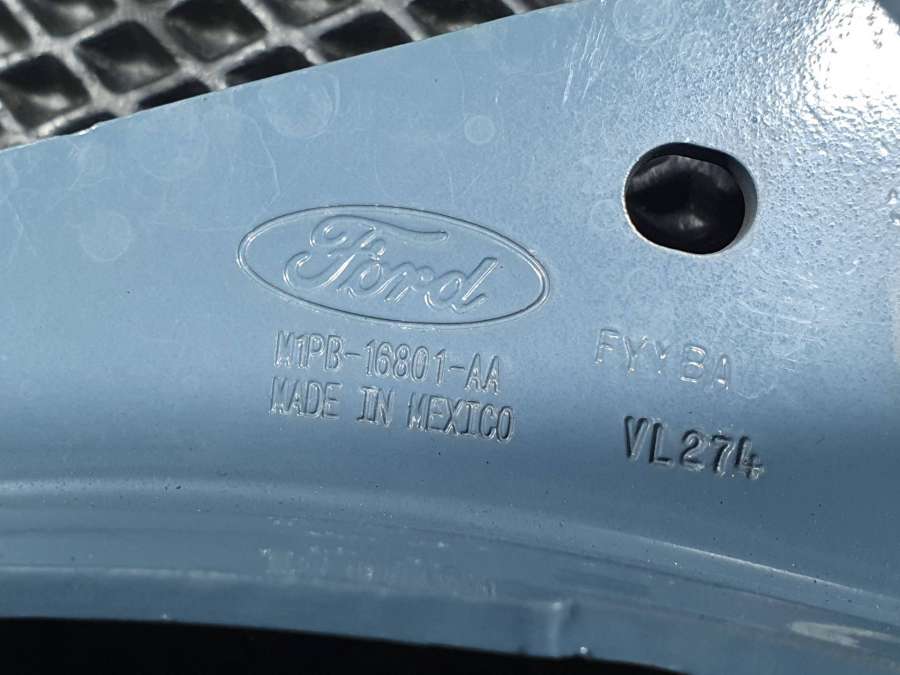 Ford
M1PB-16801-AA
MADE IN MEXICO
FYYBA
VL274